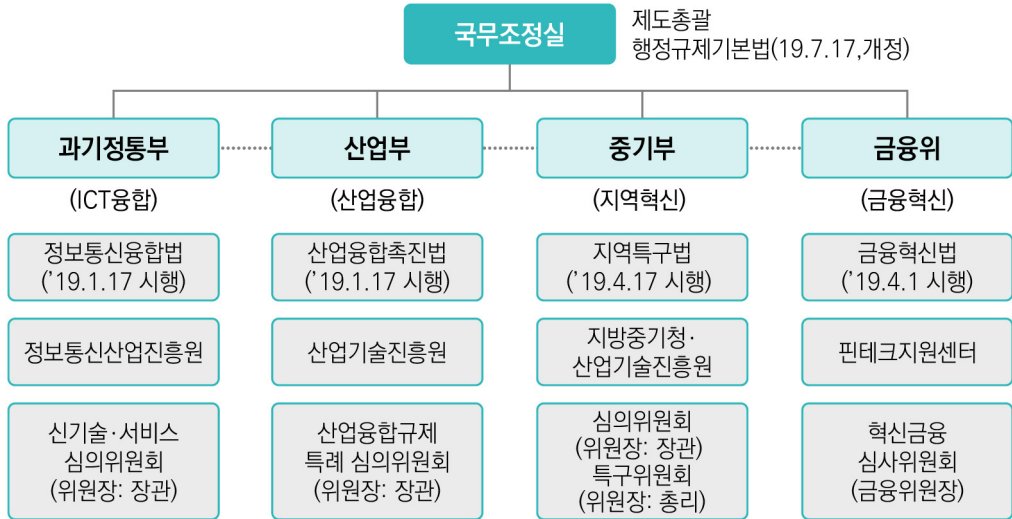 국무조정실
제도총괄
행정규제기본법(19.7.17,개정)
과기정통부
산업부
중기부
금융위
(ICT융합)
(산업융합)
(지역혁신)
(금융혁신)
정보통신융합법
(’19.1.17 시행)
산업융합촉진법
(’19.1.17 시행)
지역특구법
(’19.4.17 시행)
금융혁신법
(’19.4.1 시행)
정보통신산업진흥원
산업기술진흥원
지방중기청·
산업기술진흥원
핀테크지원센터
신기술·서비스
심의위원회
(위원장: 장관)
산업융합규제
특례 심의위원회
(위원장: 장관)
심의위원회
(위원장: 장관)
특구위원회
(위원장: 총리)
혁신금융
심사위원회
(금융위원장)